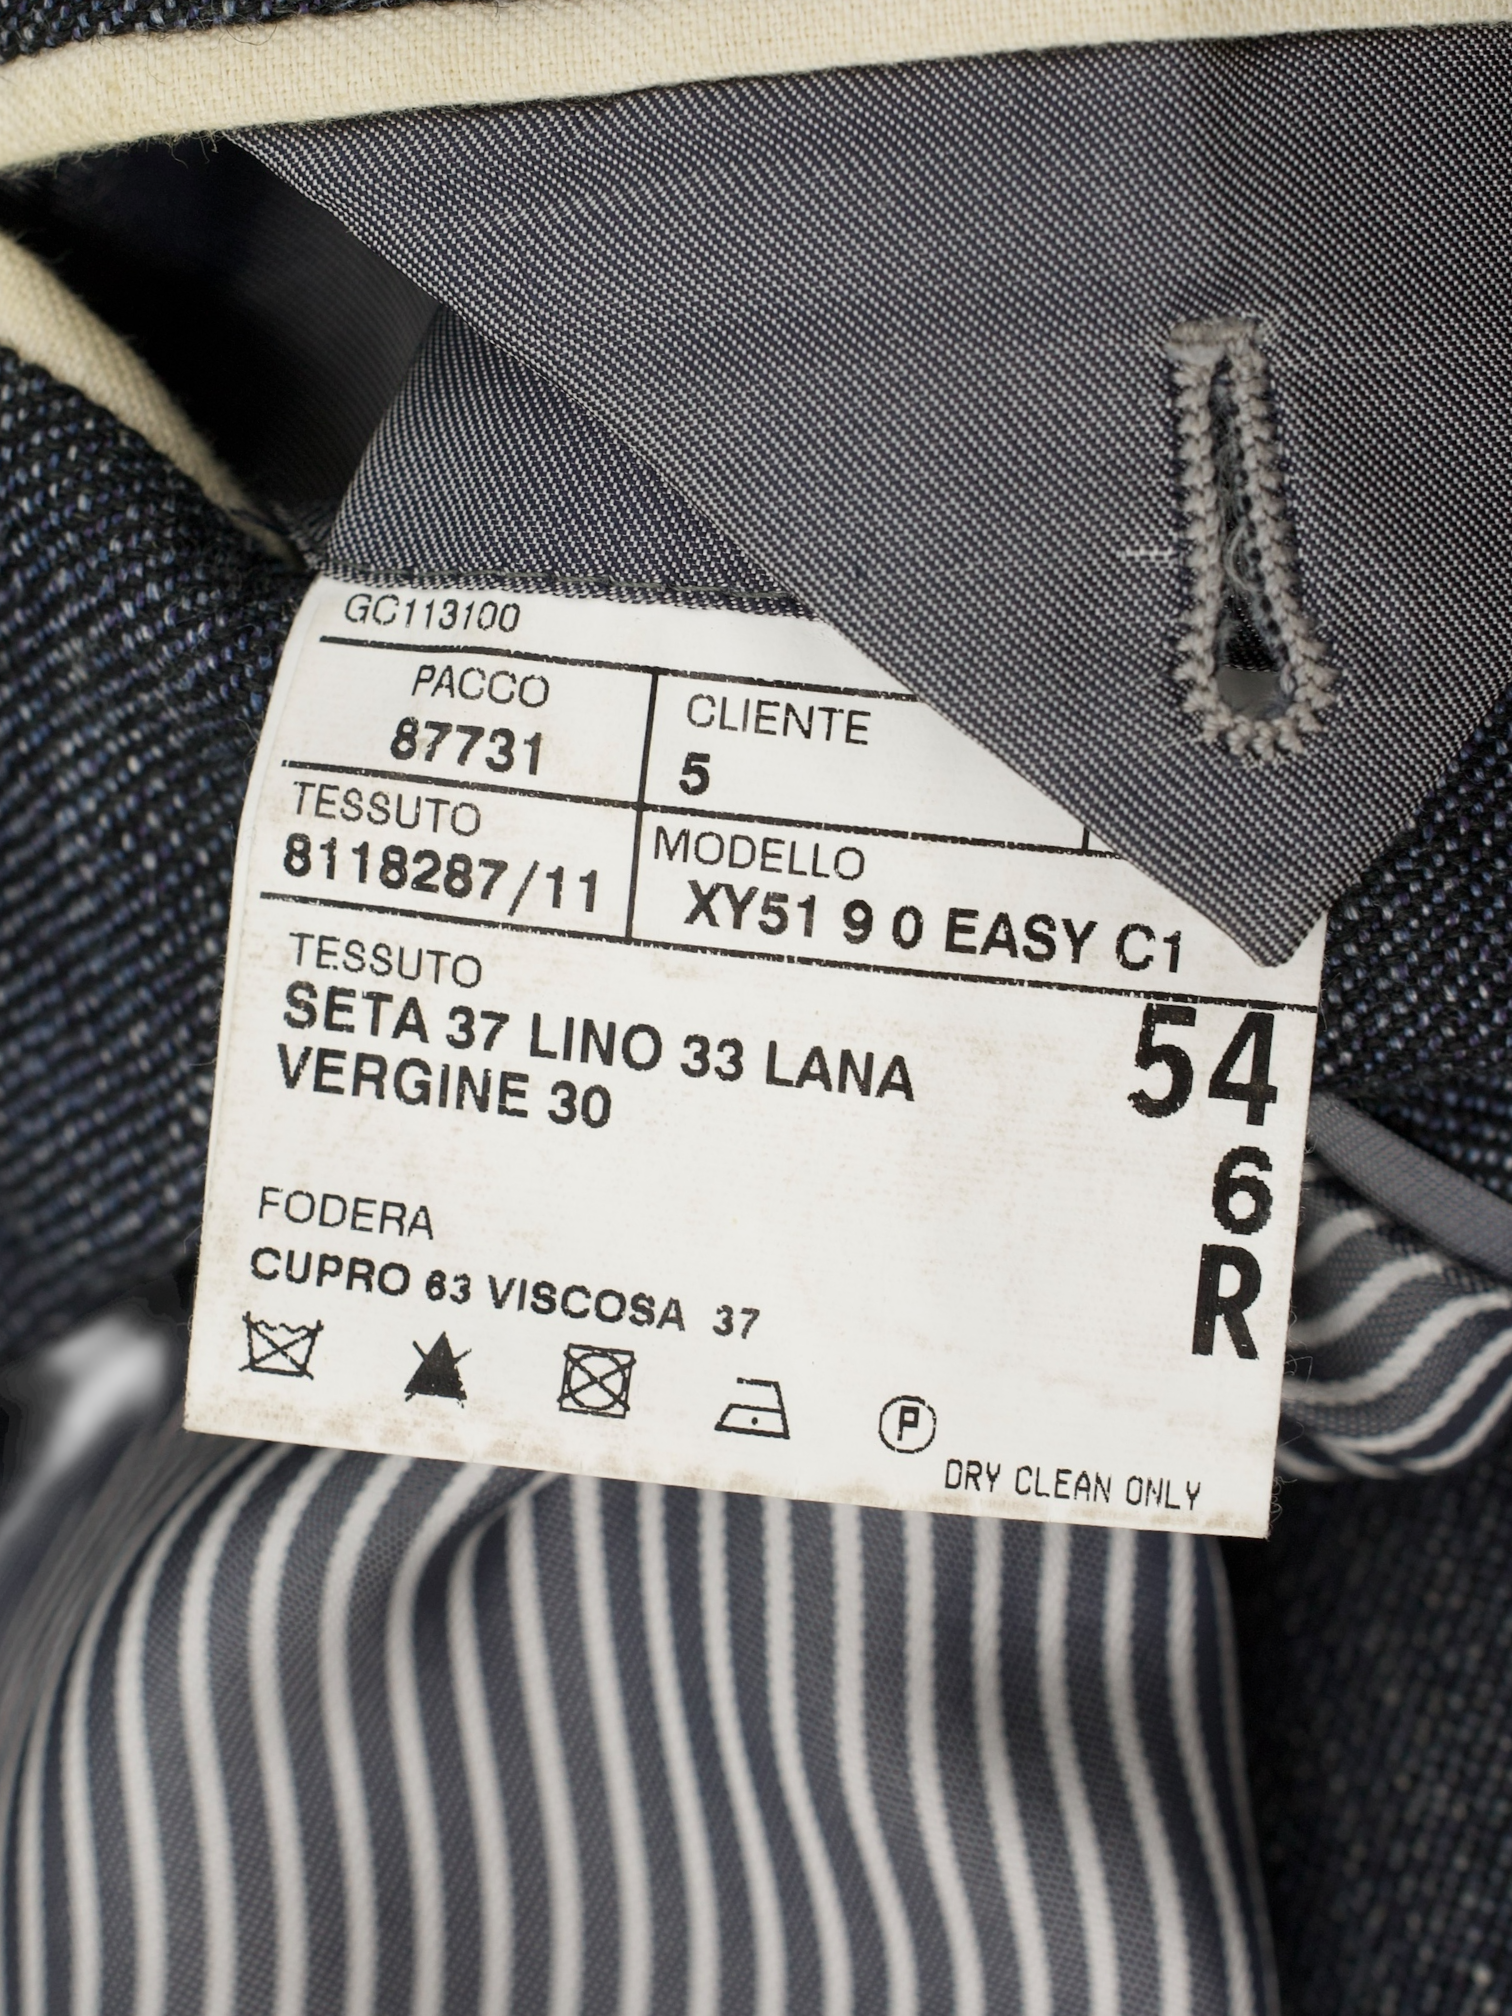 GC113100
PACCO
87731
CLIENTE
5
TESSUTO
8118287/11
MODELLO
XY51 9 0 EASY C1
TESSUTO
SETA 37 LINO 33 LANA
VERGINE 30
54
6
R
FODERA
CUPRO 63 VISCOSA 37
P
DRY CLEAN ONLY